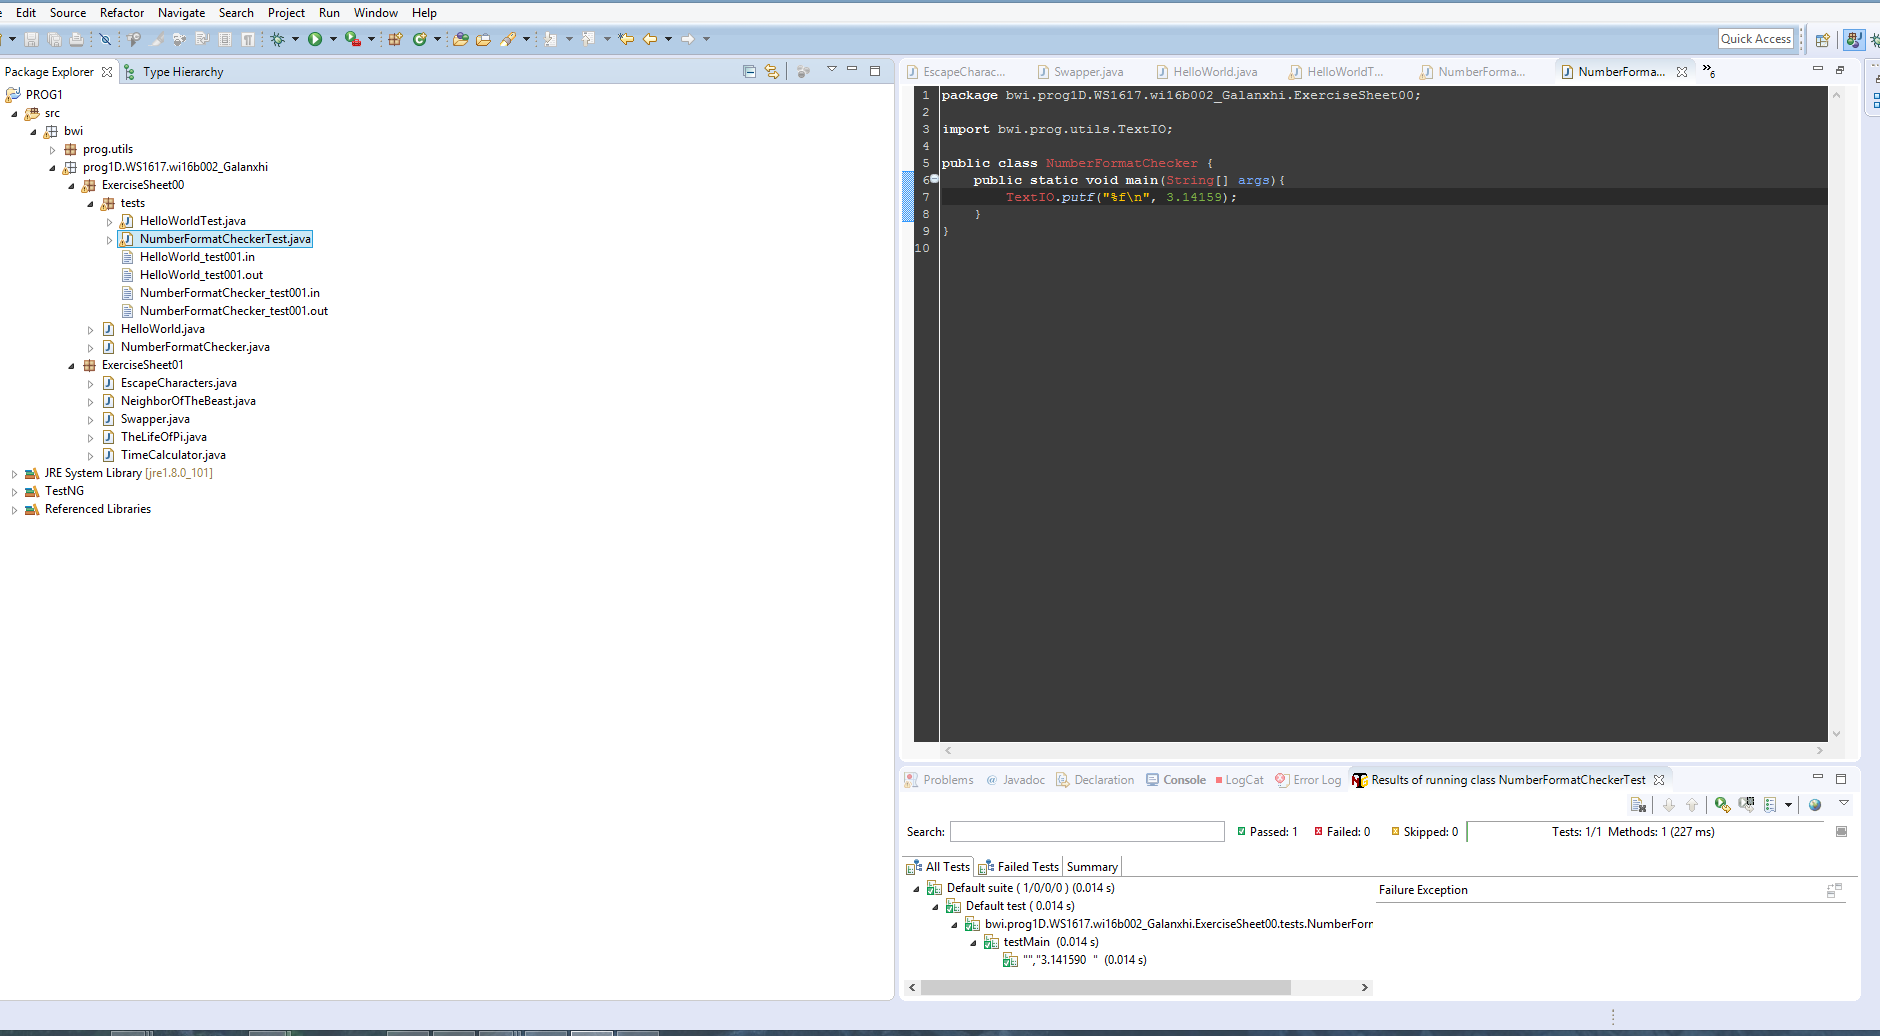 Edit Source Refactor Navigate Search Project Run Window Help
Quick Access
Package Explorer Type Hierarchy
PROG1
src
bwi
prog.utils
prog1D.WS1617.wi16b002_Galanxhi
ExerciseSheet00
tests
HelloWorldTest.java
NumberFormatCheckerTest.java
HelloWorld_test001.in
HelloWorld_test001.out
NumberFormatChecker_test001.in
NumberFormatChecker_test001.out
HelloWorld.java
NumberFormatChecker.java
ExerciseSheet01
EscapeCharacters.java
NeighborOfTheBeast.java
Swapper.java
TheLifeOfPi.java
TimeCalculator.java
JRE System Library [jre1.8.0_101]
TestNG
Referenced Libraries
EscapeCharac... Swapper.java HelloWorld.java HelloWorldT... NumberForma... NumberForma... »6
1 package bwi.prog1D.WS1617.wi16b002_Galanxhi.ExerciseSheet00;
2
3 import bwi.prog.utils.TextIO;
4
5 public class NumberFormatChecker {
6 public static void main(String[] args){
7 TextIO.putf("%f\n", 3.14159);
8 }
9 }
10
Problems @ Javadoc Declaration Console LogCat Error Log Results of running class NumberFormatCheckerTest
Search: Passed: 1 Failed: 0 Skipped: 0 Tests: 1/1 Methods: 1 (227 ms)
All Tests Failed Tests Summary
Default suite ( 1/0/0/0 ) (0.014 s)
Default test ( 0.014 s)
bwi.prog1D.WS1617.wi16b002_Galanxhi.ExerciseSheet00.tests.NumberForr
testMain (0.014 s)
"","3.141590 " (0.014 s)
Failure Exception